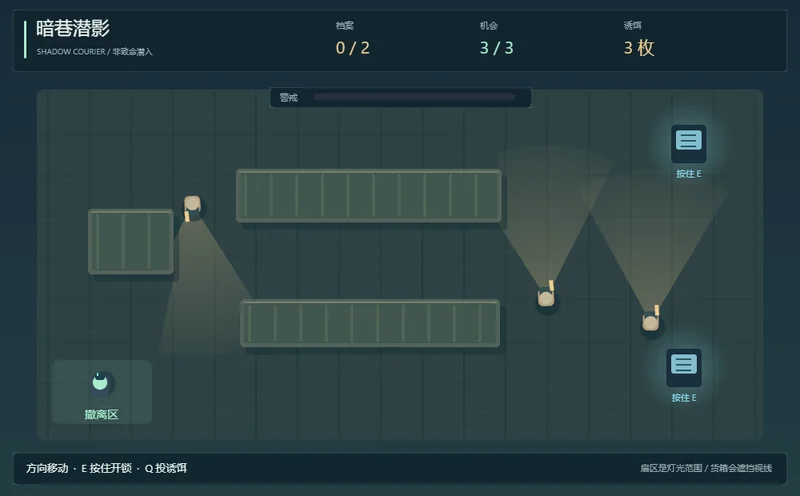 暗巷潜影
SHADOW COURIER / 非致命潜入
档案
0 / 2
机会
3 / 3
诱饵
3 枚
警戒
按住 E
按住 E
撤离区
方向移动 · E 按住开锁 · Q 投诱饵
扇区是灯光范围 / 货箱会遮挡视线